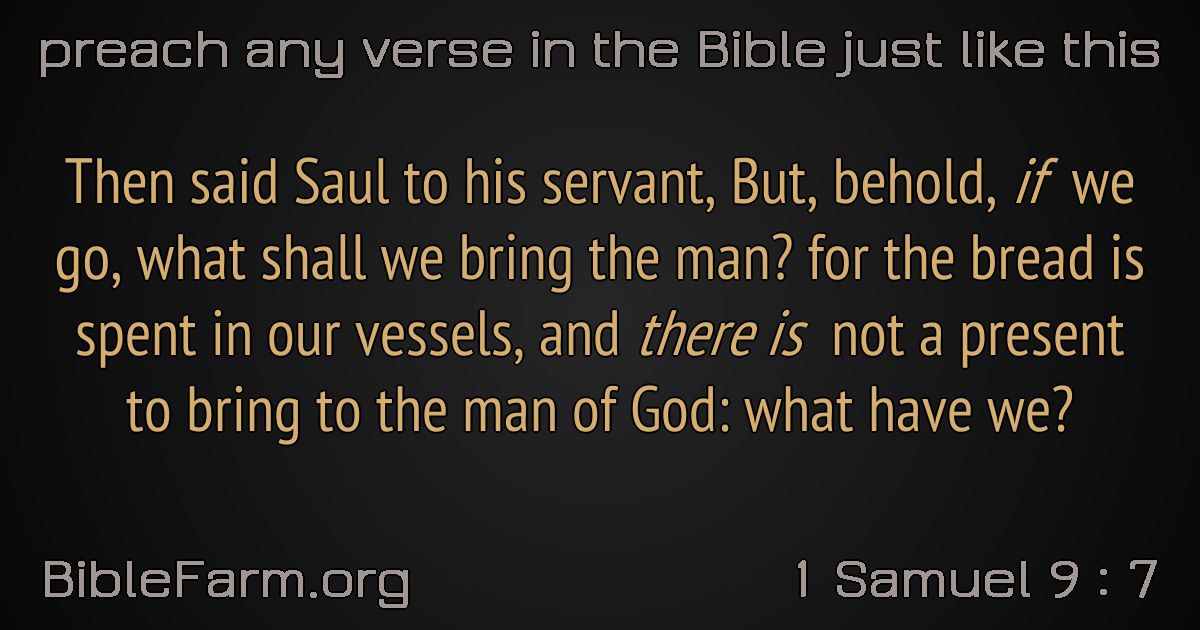 preach any verse in the Bible just like this
Then said Saul to his servant, But, behold, if we
go, what shall we bring the man? for the bread is
spent in our vessels, and there is not a present
to bring to the man of God: what have we?
BibleFarm.org
1 Samuel 9 : 7